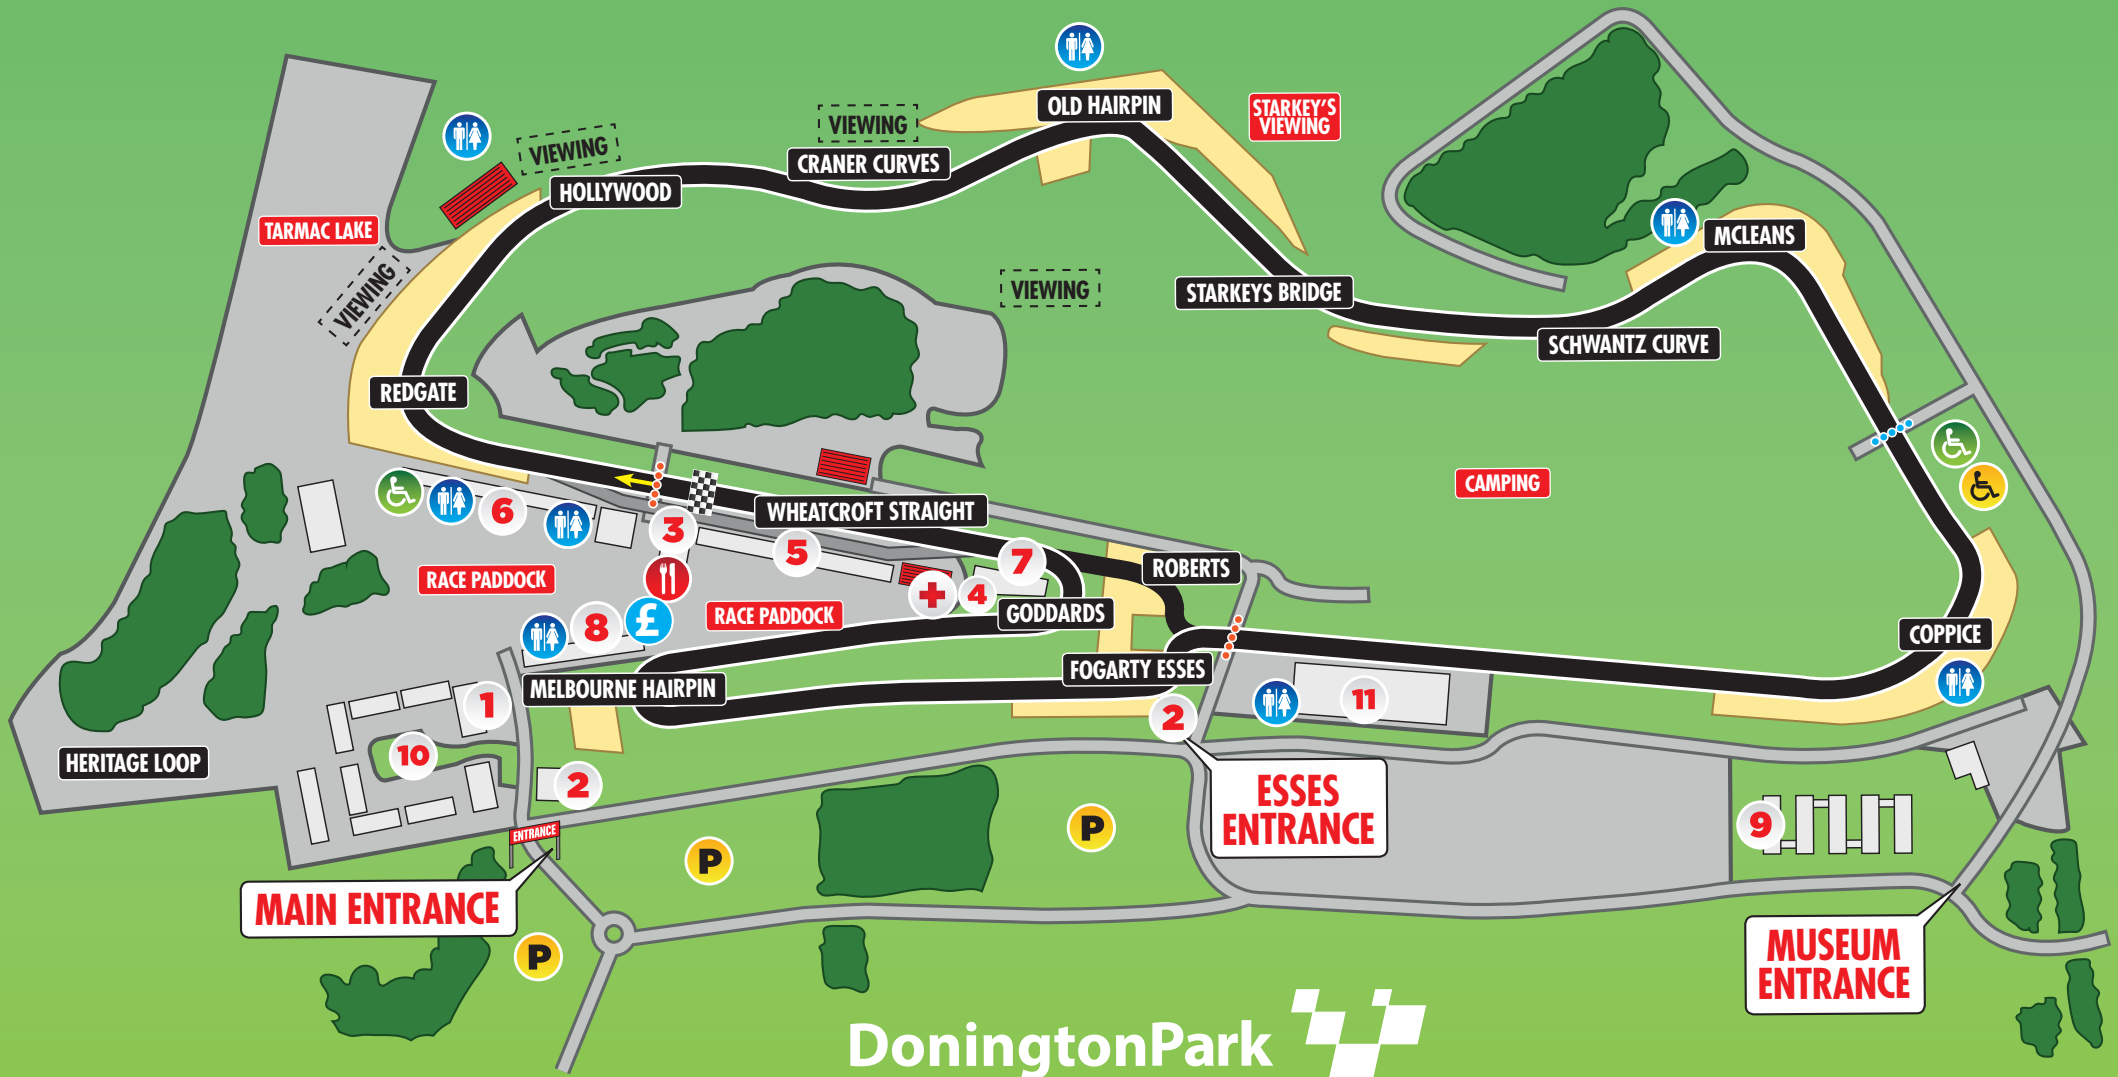 OLD HAIRPIN
STARKEY'S
VIEWING
VIEWING
VIEWING
CRANER CURVES
HOLLYWOOD
TARMAC LAKE
VIEWING
VIEWING
MCLEANS
STARKEYS BRIDGE
SCHWANTZ CURVE
REDGATE
CAMPING
6
3
WHEATCROFT STRAIGHT
5
7
ROBERTS
RACE PADDOCK
4
RACE PADDOCK
GODDARDS
8
£
COPPICE
FOGARTY ESSES
MELBOURNE HAIRPIN
1
2
11
HERITAGE LOOP
10
2
ESSES
ENTRANCE
ENTRANCE
P
P
9
MAIN ENTRANCE
P
MUSEUM
ENTRANCE
DoningtonPark